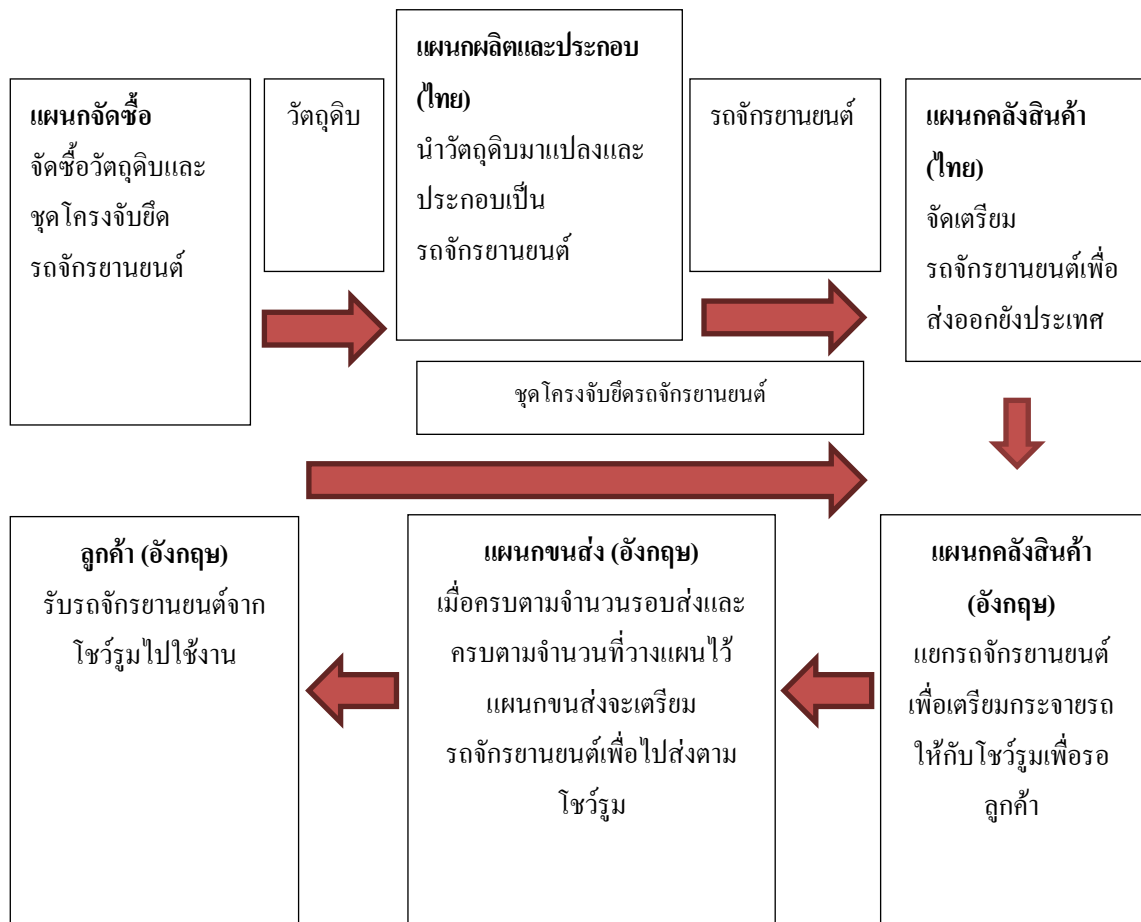 แผนกจัดซื้อ
จัดซื้อวัตถุดิบและ
ชุดโครงจับยึด
รถจักรยานยนต์
วัตถุดิบ
แผนกผลิตและประกอบ
(ไทย)
นำวัตถุดิบมาแปลงและ
ประกอบเป็น
รถจักรยานยนต์
รถจักรยานยนต์
แผนกคลังสินค้า
(ไทย)
จัดเตรียม
รถจักรยานยนต์เพื่อ
ส่งออกยังประเทศ
ชุดโครงจับยึดรถจักรยานยนต์
ลูกค้า (อังกฤษ)
รับรถจักรยานยนต์จาก
โชว์รูมไปใช้งาน
แผนกขนส่ง (อังกฤษ)
เมื่อครบตามจำนวนรอบส่งและ
ครบตามจำนวนที่วางแผนไว้
แผนกขนส่งจะเตรียม
รถจักรยานยนต์เพื่อไปส่งตาม
โชว์รูม
แผนกคลังสินค้า
(อังกฤษ)
แยกรถจักรยานยนต์
เพื่อเตรียมกระจายรถ
ให้กับโชว์รูมเพื่อรอ
ลูกค้า